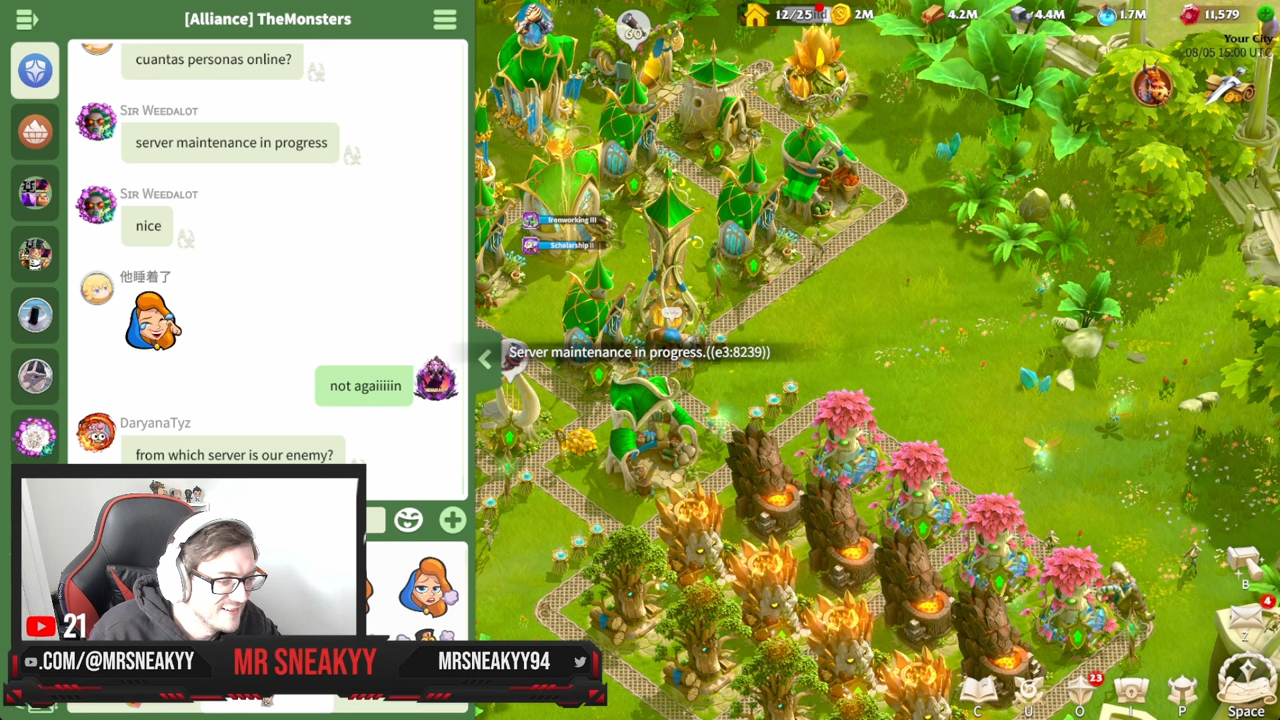 [Alliance] TheMonsters
cuantas personas online?
Sir Weedalot
server maintenance in progress
Sir Weedalot
nice
他睡着了
not agaiiiiin
DaryanaTyz
from which server is our enemy?
21
.COM/@MRSNEAKYY
MR SNEAKYY
MRSNEAKYY94
60
12/25
2M
4.2M
4.4M
1.7M
11,579
Your City
08/05 15:00 UTC
Ironworking III
Scholarship II
Server maintenance in progress.((e3:8239))
B
4
Z
23
C
U
O
I
P
Space